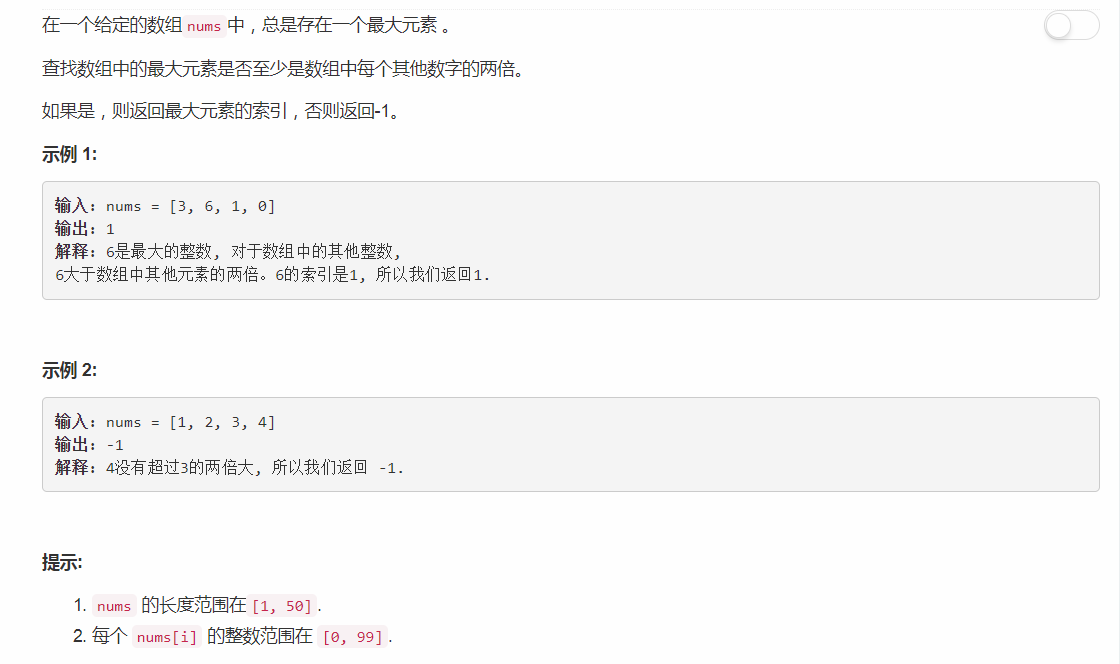 在一个给定的数组 nums 中，总是存在一个最大元素 。
查找数组中的最大元素是否至少是数组中每个其他数字的两倍。
如果是，则返回最大元素的索引，否则返回-1。
示例 1:
输入: nums = [3, 6, 1, 0]
输出: 1
解释: 6是最大的整数, 对于数组中的其他整数,
6大于数组中其他元素的两倍。6的索引是1, 所以我们返回1.
示例 2:
输入: nums = [1, 2, 3, 4]
输出: -1
解释: 4没有超过3的两倍大, 所以我们返回 -1.
提示:
1. nums 的长度范围在[1, 50].
2. 每个 nums[i] 的整数范围在 [0, 99].